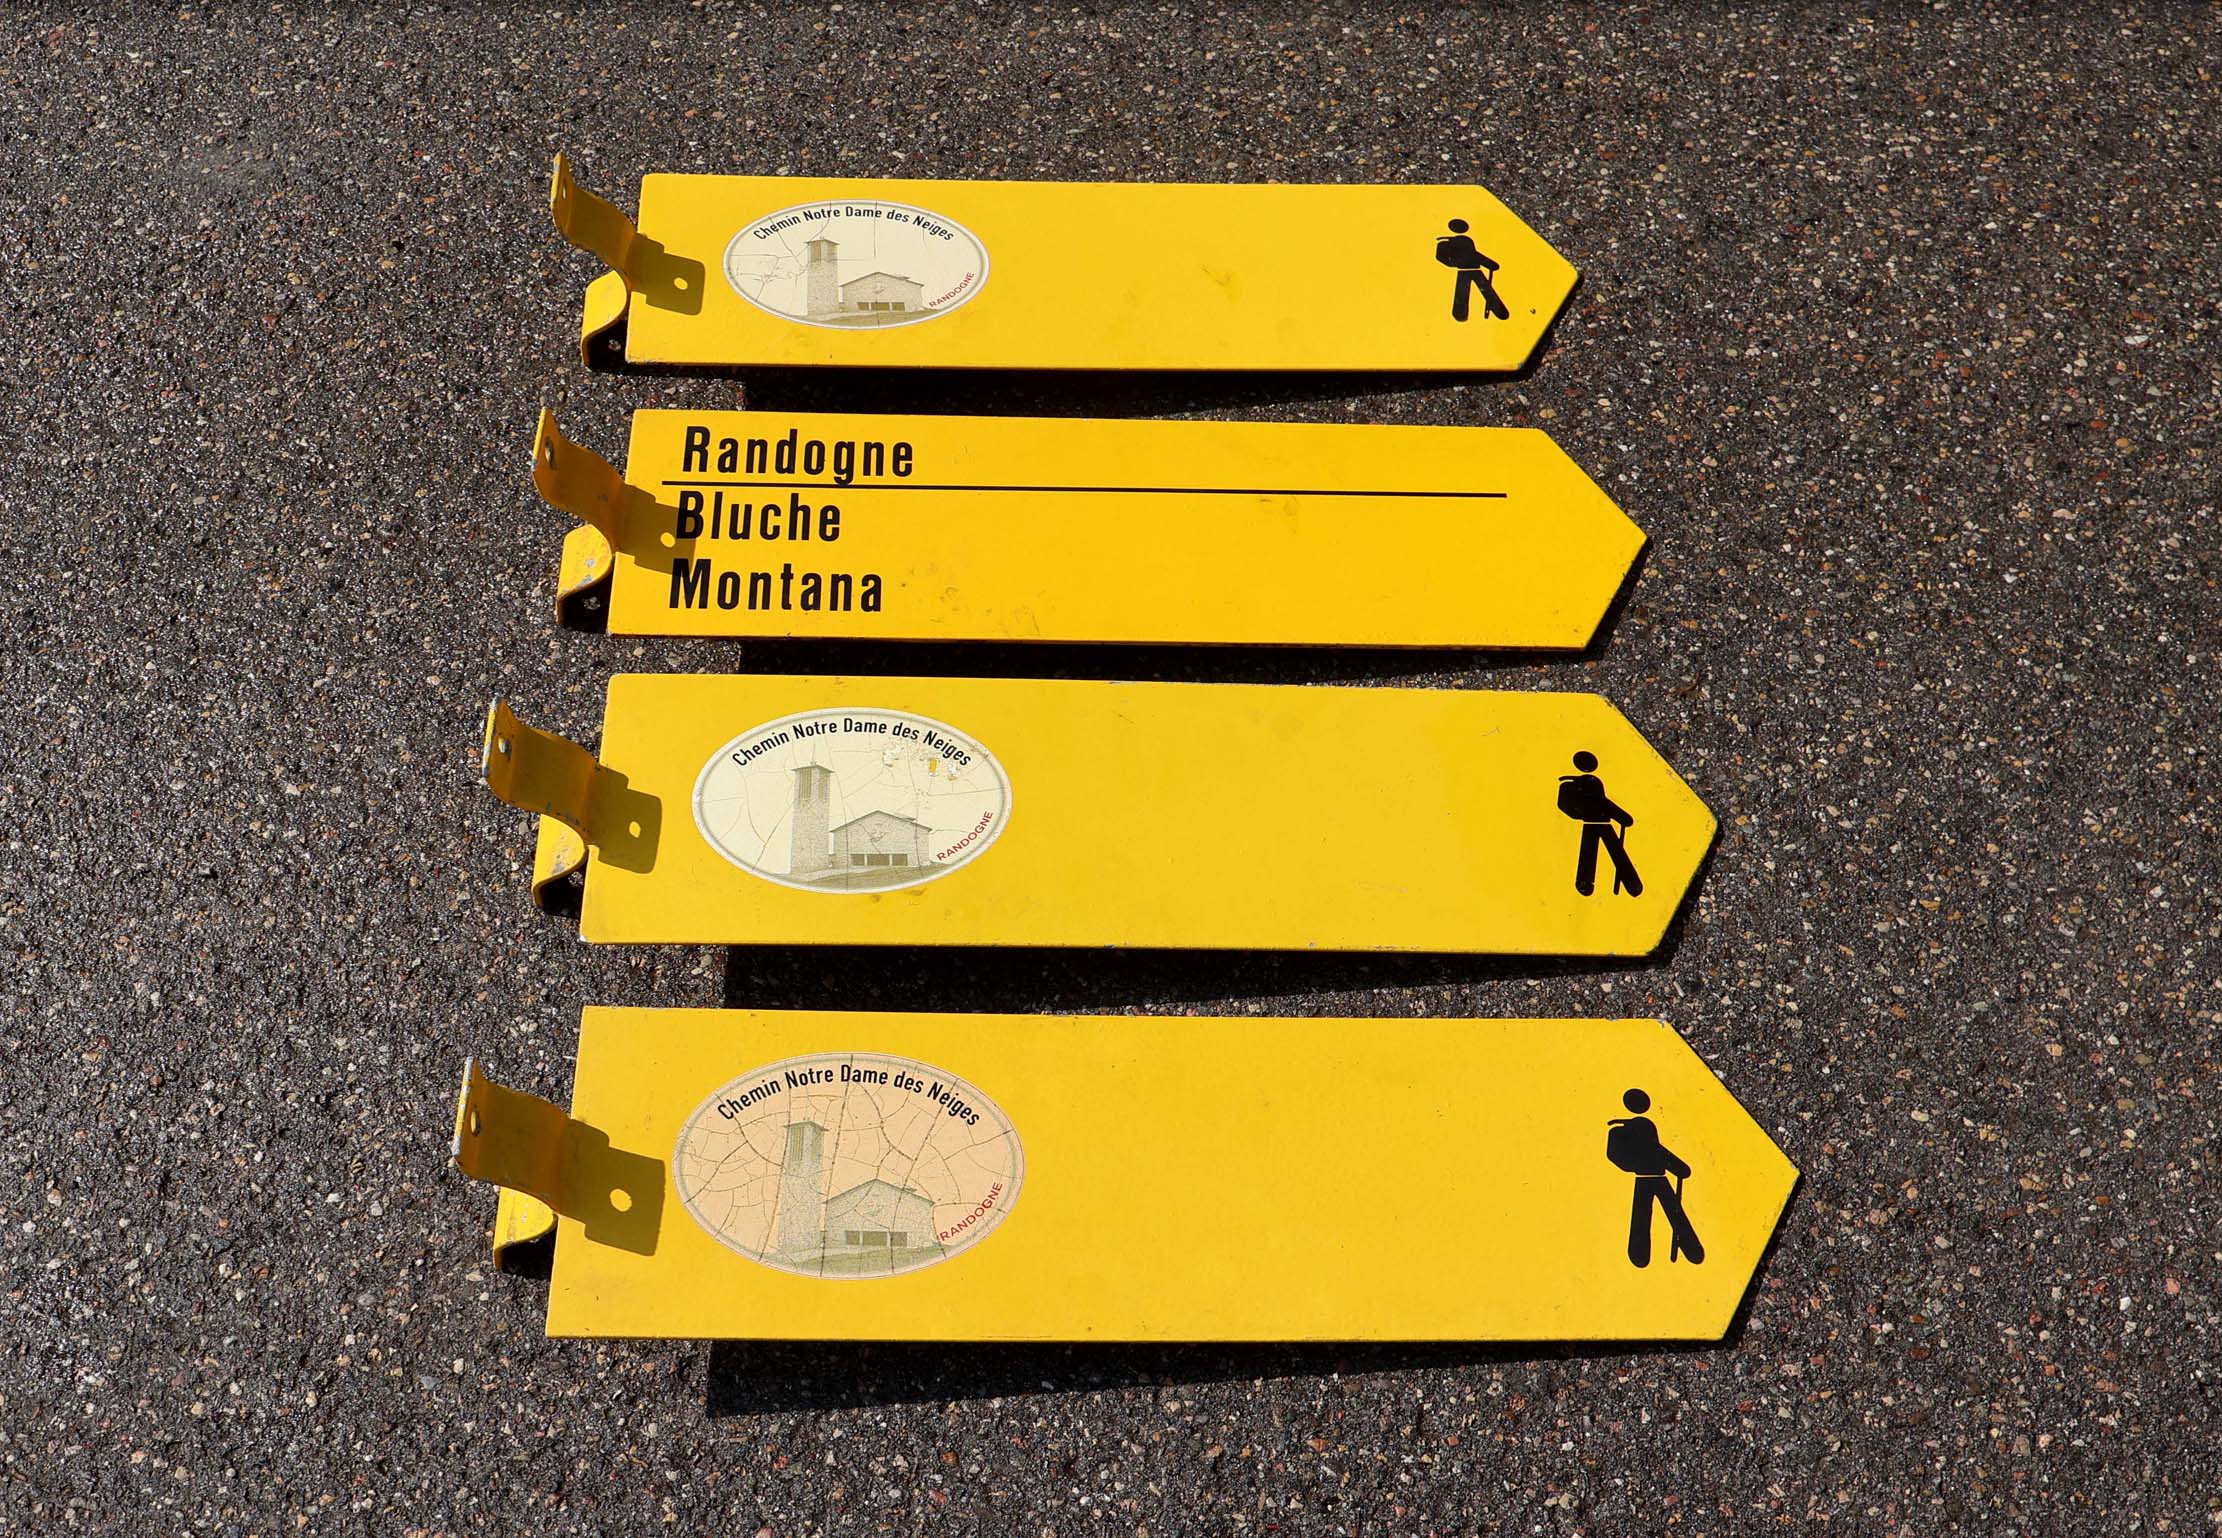 Chemin Notre Dame des Neiges
RANDOGNE
Randogne
Bluche
Montana
Chemin Notre Dame des Neiges
RANDOGNE
Chemin Notre Dame des Neiges
RANDOGNE